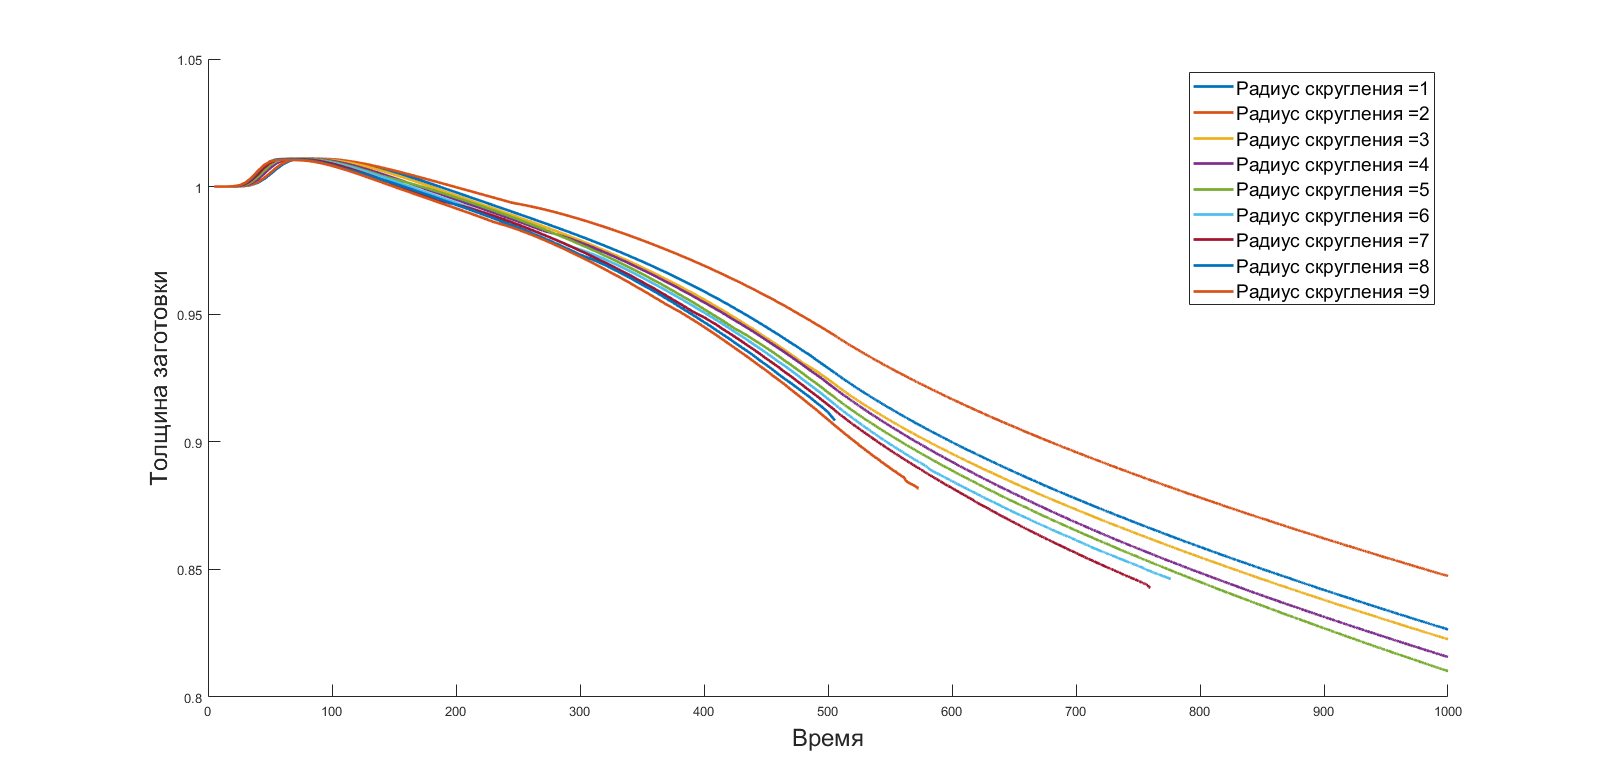 1.05
1
0.95
0.9
0.85
0.8
Толщина заготовки
Радиус скругления =1
Радиус скругления =2
Радиус скругления =3
Радиус скругления =4
Радиус скругления =5
Радиус скругления =6
Радиус скругления =7
Радиус скругления =8
Радиус скругления =9
0 100 200 300 400 500 600 700 800 900 1000
Время